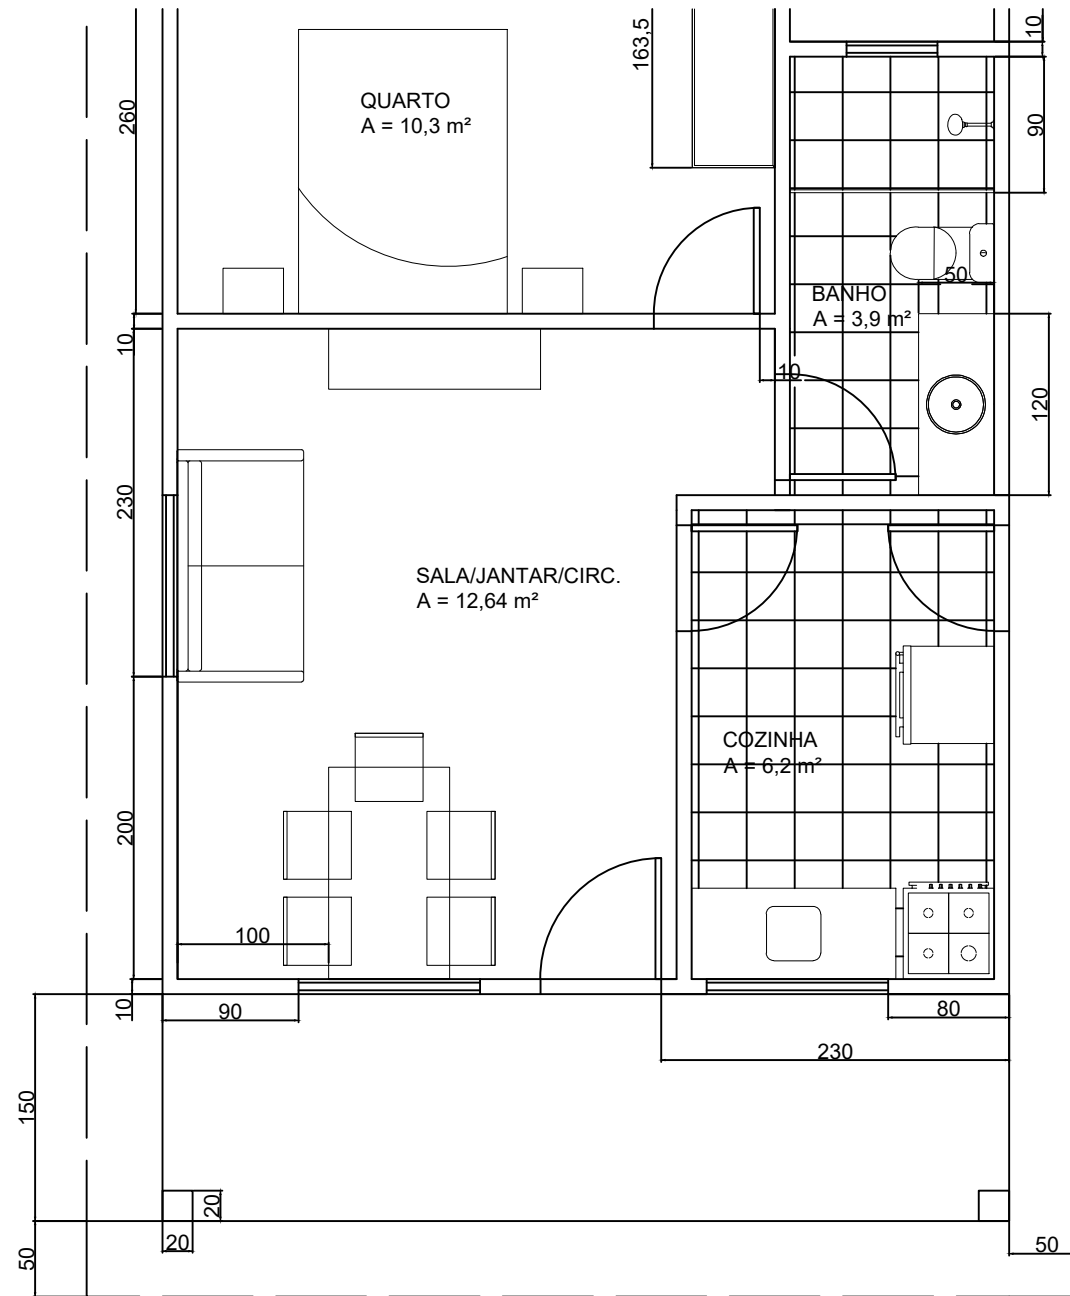 10
163,5
260
QUARTO
A = 10,3 m²
90
50
BANHO
A = 3,9 m²
10
10
120
230
SALA/JANTAR/CIRC.
A = 12,64 m²
COZINHA
A = 6,2 m²
200
100
10
90
80
230
150
20
20
50
50